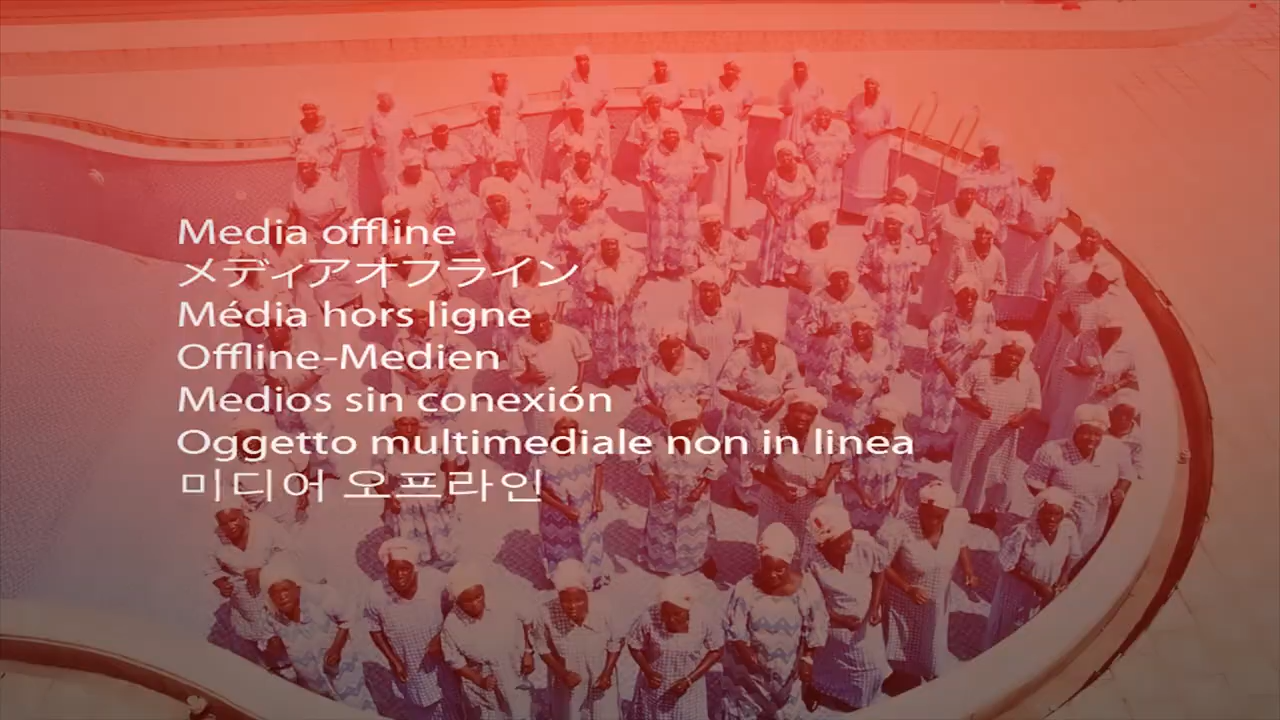 Media offline
メディアオフライン
Média hors ligne
Offline-Medien
Medios sin conexión
Oggetto multimediale non in linea
미디어 오프라인